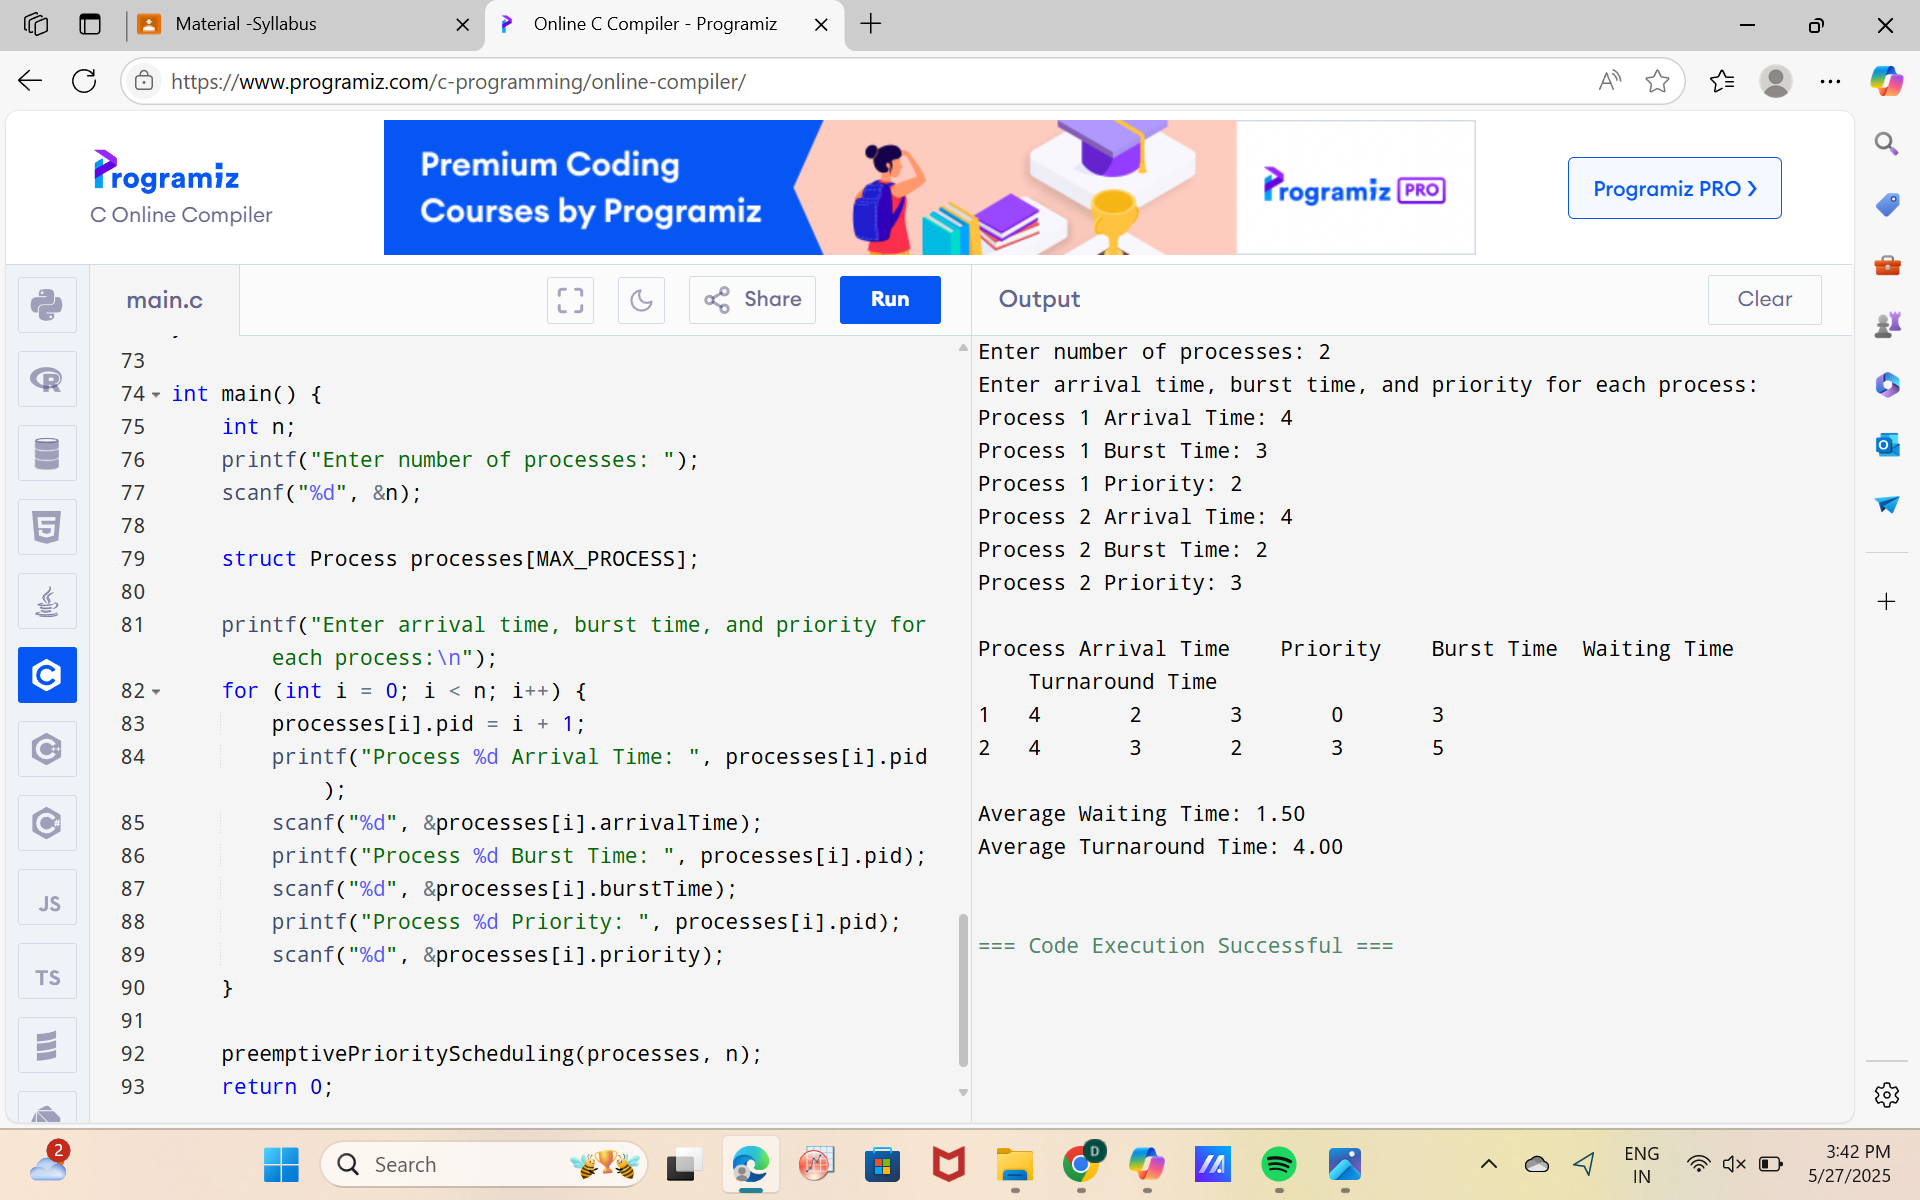 Material -Syllabus
Online C Compiler - Programiz
https://www.programiz.com/c-programming/online-compiler/
Programiz
C Online Compiler
Premium Coding
Courses by Programiz
Programiz PRO
Programiz PRO ❯
main.c
Share
Run
Output
Clear
73
74 int main() {
75 int n;
76 printf("Enter number of processes: ");
77 scanf("%d", &n);
78
79 struct Process processes[MAX_PROCESS];
80
81 printf("Enter arrival time, burst time, and priority for
each process:\n");
82 for (int i = 0; i < n; i++) {
83 processes[i].pid = i + 1;
84 printf("Process %d Arrival Time: ", processes[i].pid
);
85 scanf("%d", &processes[i].arrivalTime);
86 printf("Process %d Burst Time: ", processes[i].pid);
87 scanf("%d", &processes[i].burstTime);
88 printf("Process %d Priority: ", processes[i].pid);
89 scanf("%d", &processes[i].priority);
90 }
91
92 preemptivePriorityScheduling(processes, n);
93 return 0;
JS
TS
Enter number of processes: 2
Enter arrival time, burst time, and priority for each process:
Process 1 Arrival Time: 4
Process 1 Burst Time: 3
Process 1 Priority: 2
Process 2 Arrival Time: 4
Process 2 Burst Time: 2
Process 2 Priority: 3
Process Arrival Time Priority Burst Time Waiting Time
Turnaround Time
1 4 2 3 0 3
2 4 3 2 3 5
Average Waiting Time: 1.50
Average Turnaround Time: 4.00
=== Code Execution Successful ===
2
Search
D
ENG
IN
3:42 PM
5/27/2025